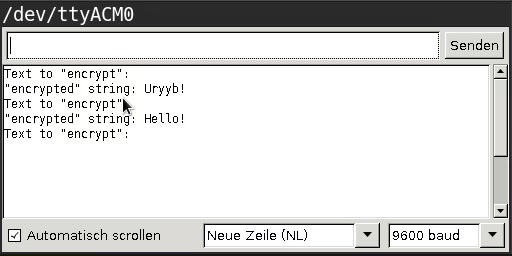 /dev/ttyACM0
Senden
Text to "encrypt":
"encrypted" string: Uryyb!
Text to "encrypt"
"encrypted" string: Hello!
Text to "encrypt":
Automatisch scrollen
Neue Zeile (NL)
9600 baud